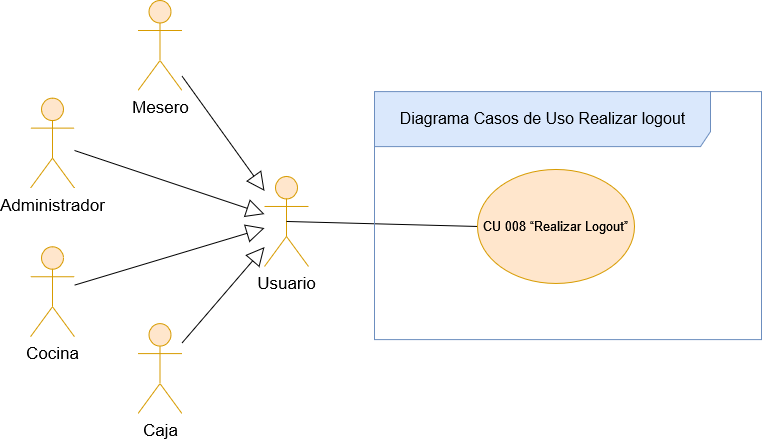 Mesero
Diagrama Casos de Uso Realizar logout
Administrador
CU 008 “Realizar Logout”
Usuario
Cocina
Caja